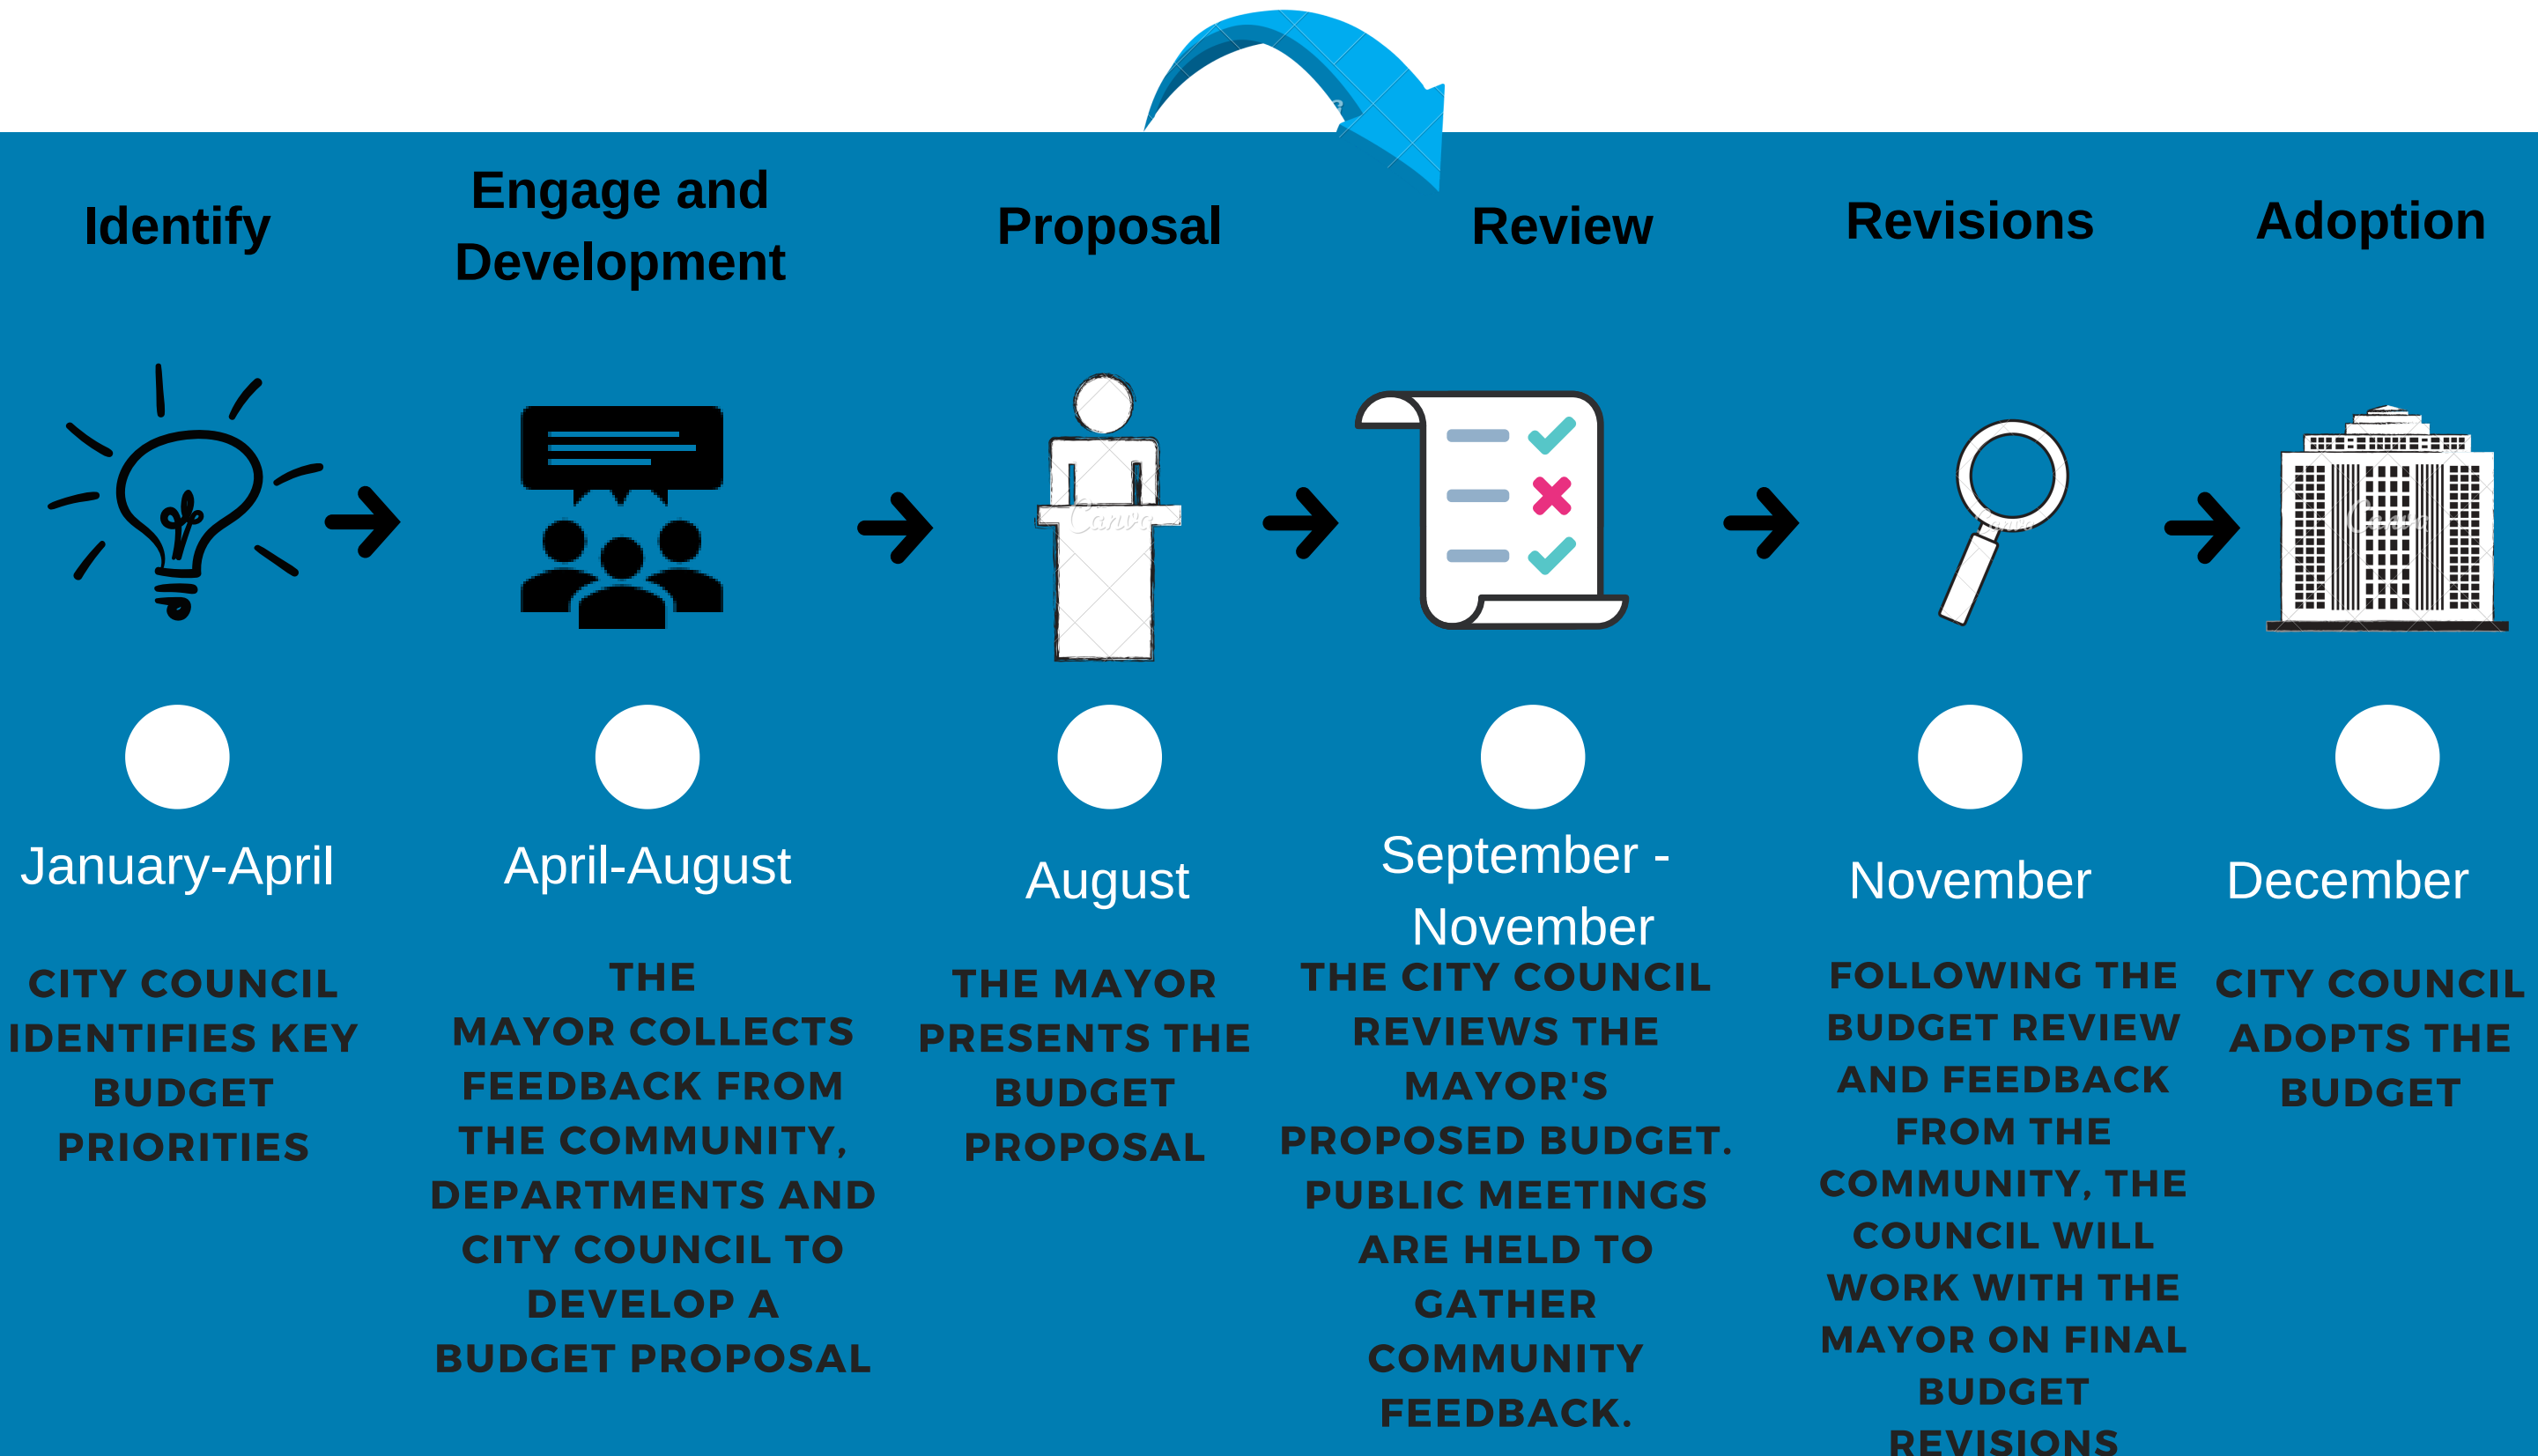 Identify
Engage and
Development
Proposal
Review
Revisions
Adoption
Canva
Canva
Canva
January-April
April-August
August
September -
November
November
December
CITY COUNCIL
IDENTIFIES KEY
BUDGET
PRIORITIES
THE
MAYOR COLLECTS
FEEDBACK FROM
THE COMMUNITY,
DEPARTMENTS AND
CITY COUNCIL TO
DEVELOP A
BUDGET PROPOSAL
THE MAYOR
PRESENTS THE
BUDGET
PROPOSAL
THE CITY COUNCIL
REVIEWS THE
MAYOR'S
PROPOSED BUDGET.
PUBLIC MEETINGS
ARE HELD TO
GATHER
COMMUNITY
FEEDBACK.
FOLLOWING THE
BUDGET REVIEW
AND FEEDBACK
FROM THE
COMMUNITY, THE
COUNCIL WILL
WORK WITH THE
MAYOR ON FINAL
BUDGET
REVISIONS
CITY COUNCIL
ADOPTS THE
BUDGET